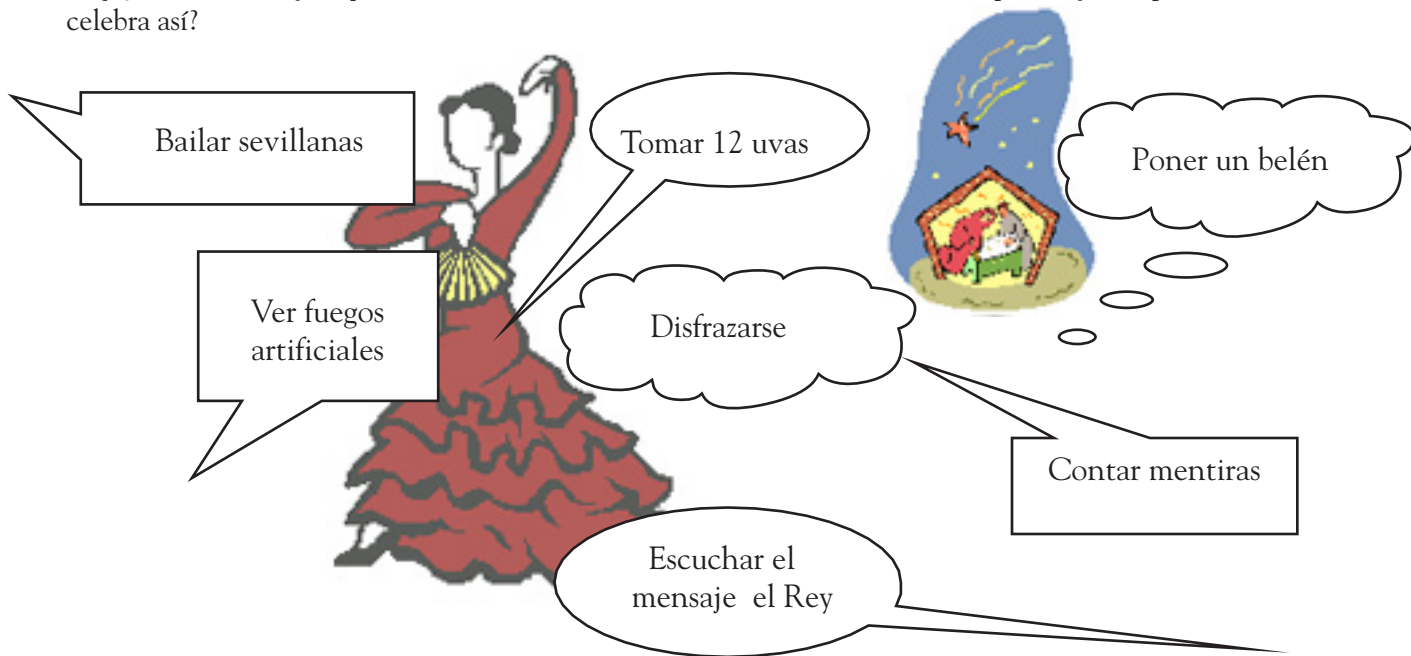 celebra así?
Bailar sevillanas
Tomar 12 uvas
Poner un belén
Ver fuegos
artificiales
Disfrazarse
Contar mentiras
Escuchar el
mensaje el Rey